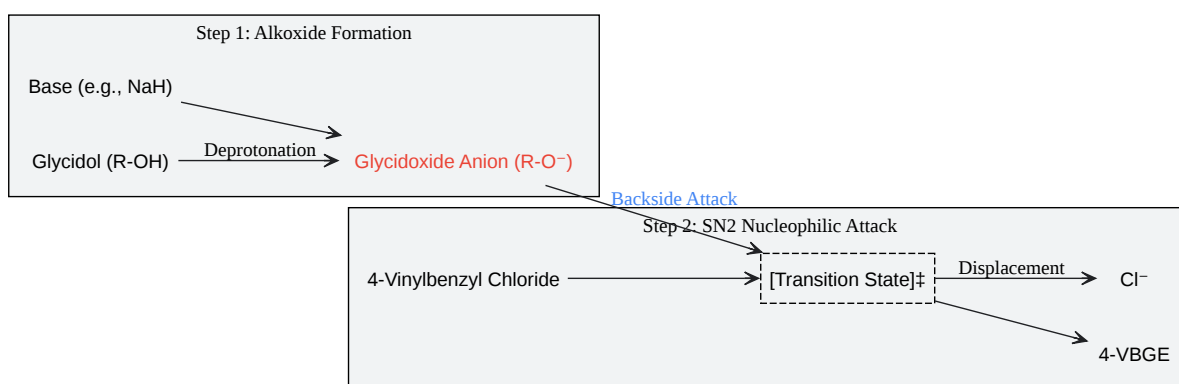 Step 1: Alkoxide Formation
Base (e.g., NaH)
Glycidol (R-OH)
Deprotonation
Glycidoxide Anion (R-O⁻)
Backside Attack
Step 2: SN2 Nucleophilic Attack
4-Vinylbenzyl Chloride
[Transition State]‡
Displacement
Cl⁻
4-VBGE